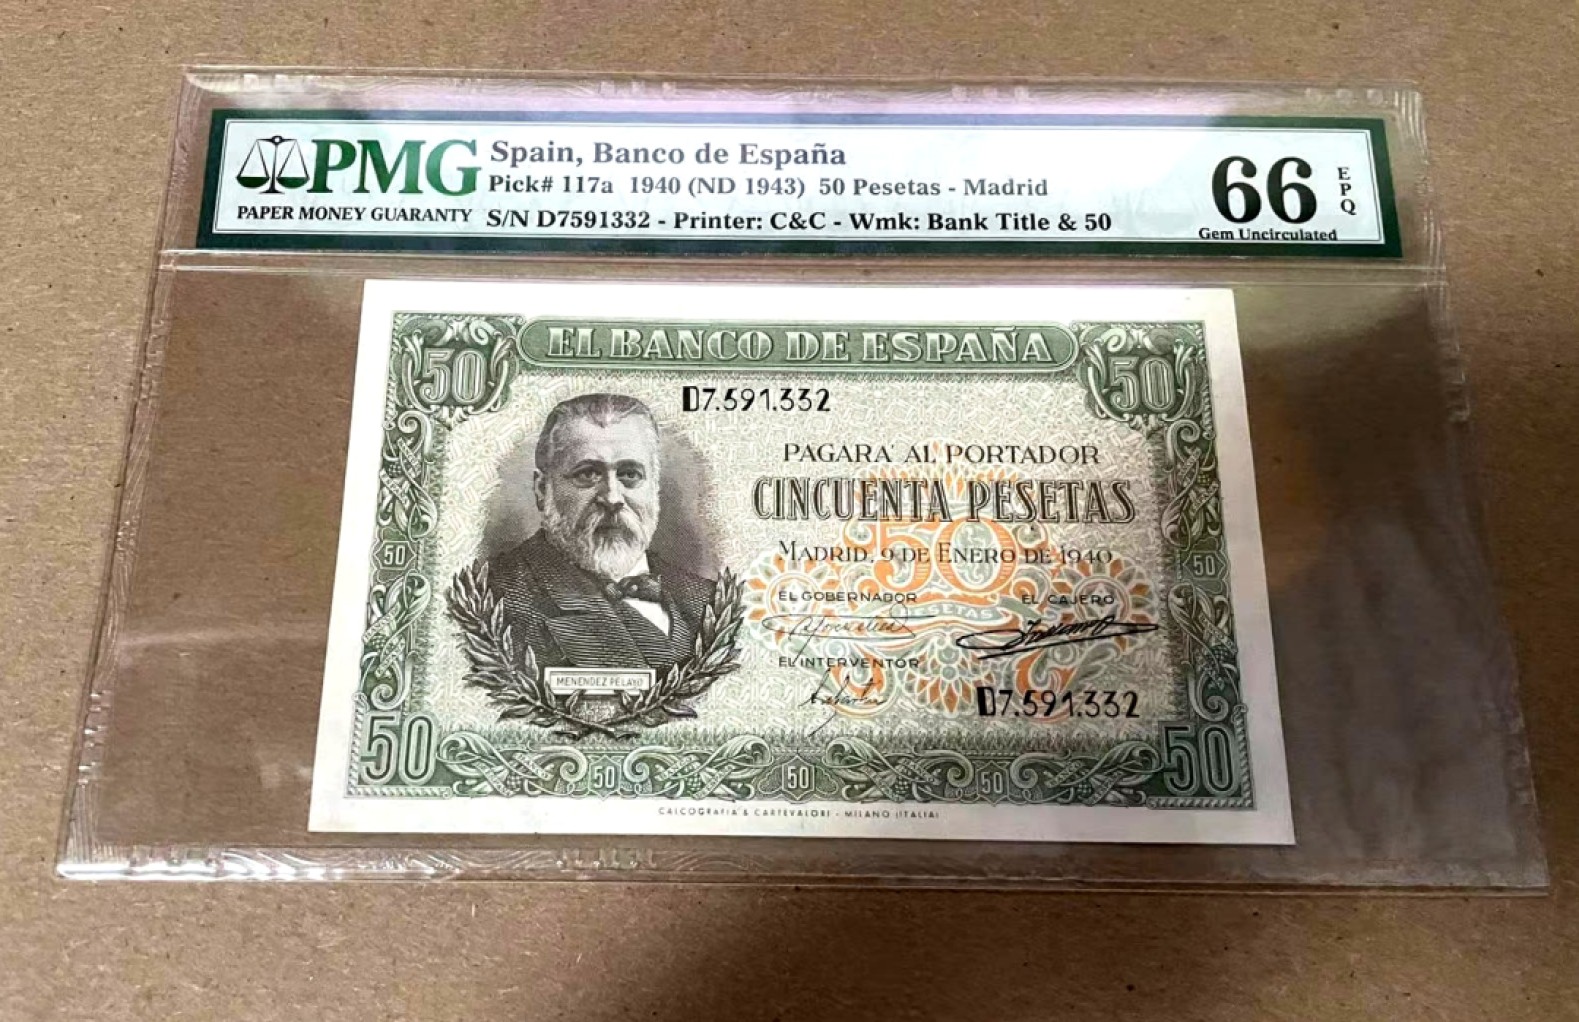 PMG
PAPER MONEY GUARANTY
Spain, Banco de España
Pick# 117a 1940 (ND 1943) 50 Pesetas - Madrid
S/N D7591332 - Printer: C&C - Wmk: Bank Title & 50
66
EPQ
Gem Uncirculated
50
EL BANCO DE ESPAÑA
50
D7.591.332
PAGARA' AL PORTADOR
CINCUENTA PESETAS
50
MADRID, 9 DE ENERO DE 1940
50
50
EL GOBERNADOR
EL CAJERO
PESETAS
EL INTERVENTOR
MENENDEZ PELAYO
D7.591.332
50
50
50
50
50
CALCOGRAFIA & CARTEVALORI - MILANO (ITALIA)